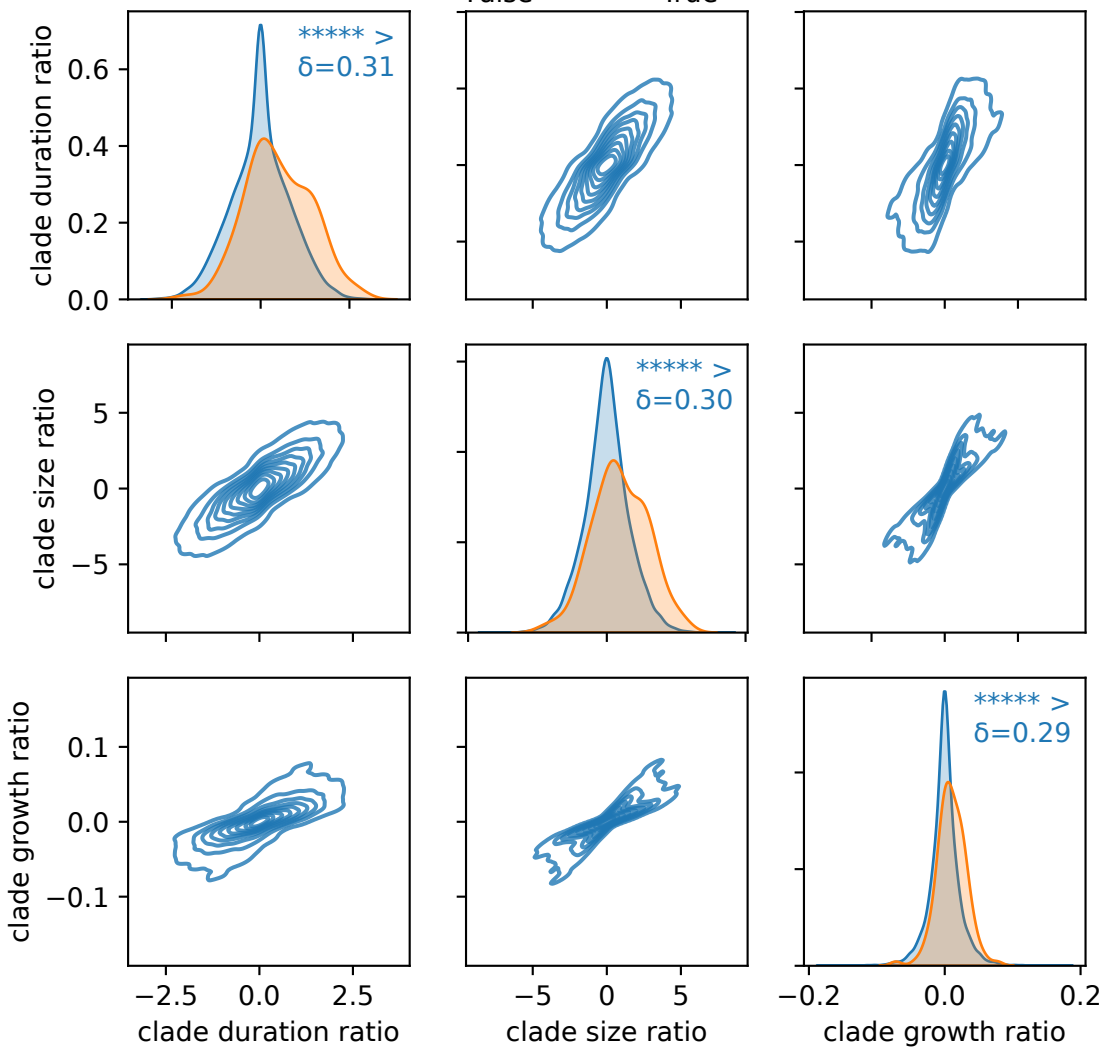 True
clade duration ratio
0.6
0.4
0.2
0.0
***** >
δ=0.31
clade size ratio
5
0
−5
***** >
δ=0.30
clade growth ratio
0.1
0.0
−0.1
***** >
δ=0.29
−2.5 0.0 2.5
−5 0 5
−0.2 0.0 0.2
clade duration ratio
clade size ratio
clade growth ratio